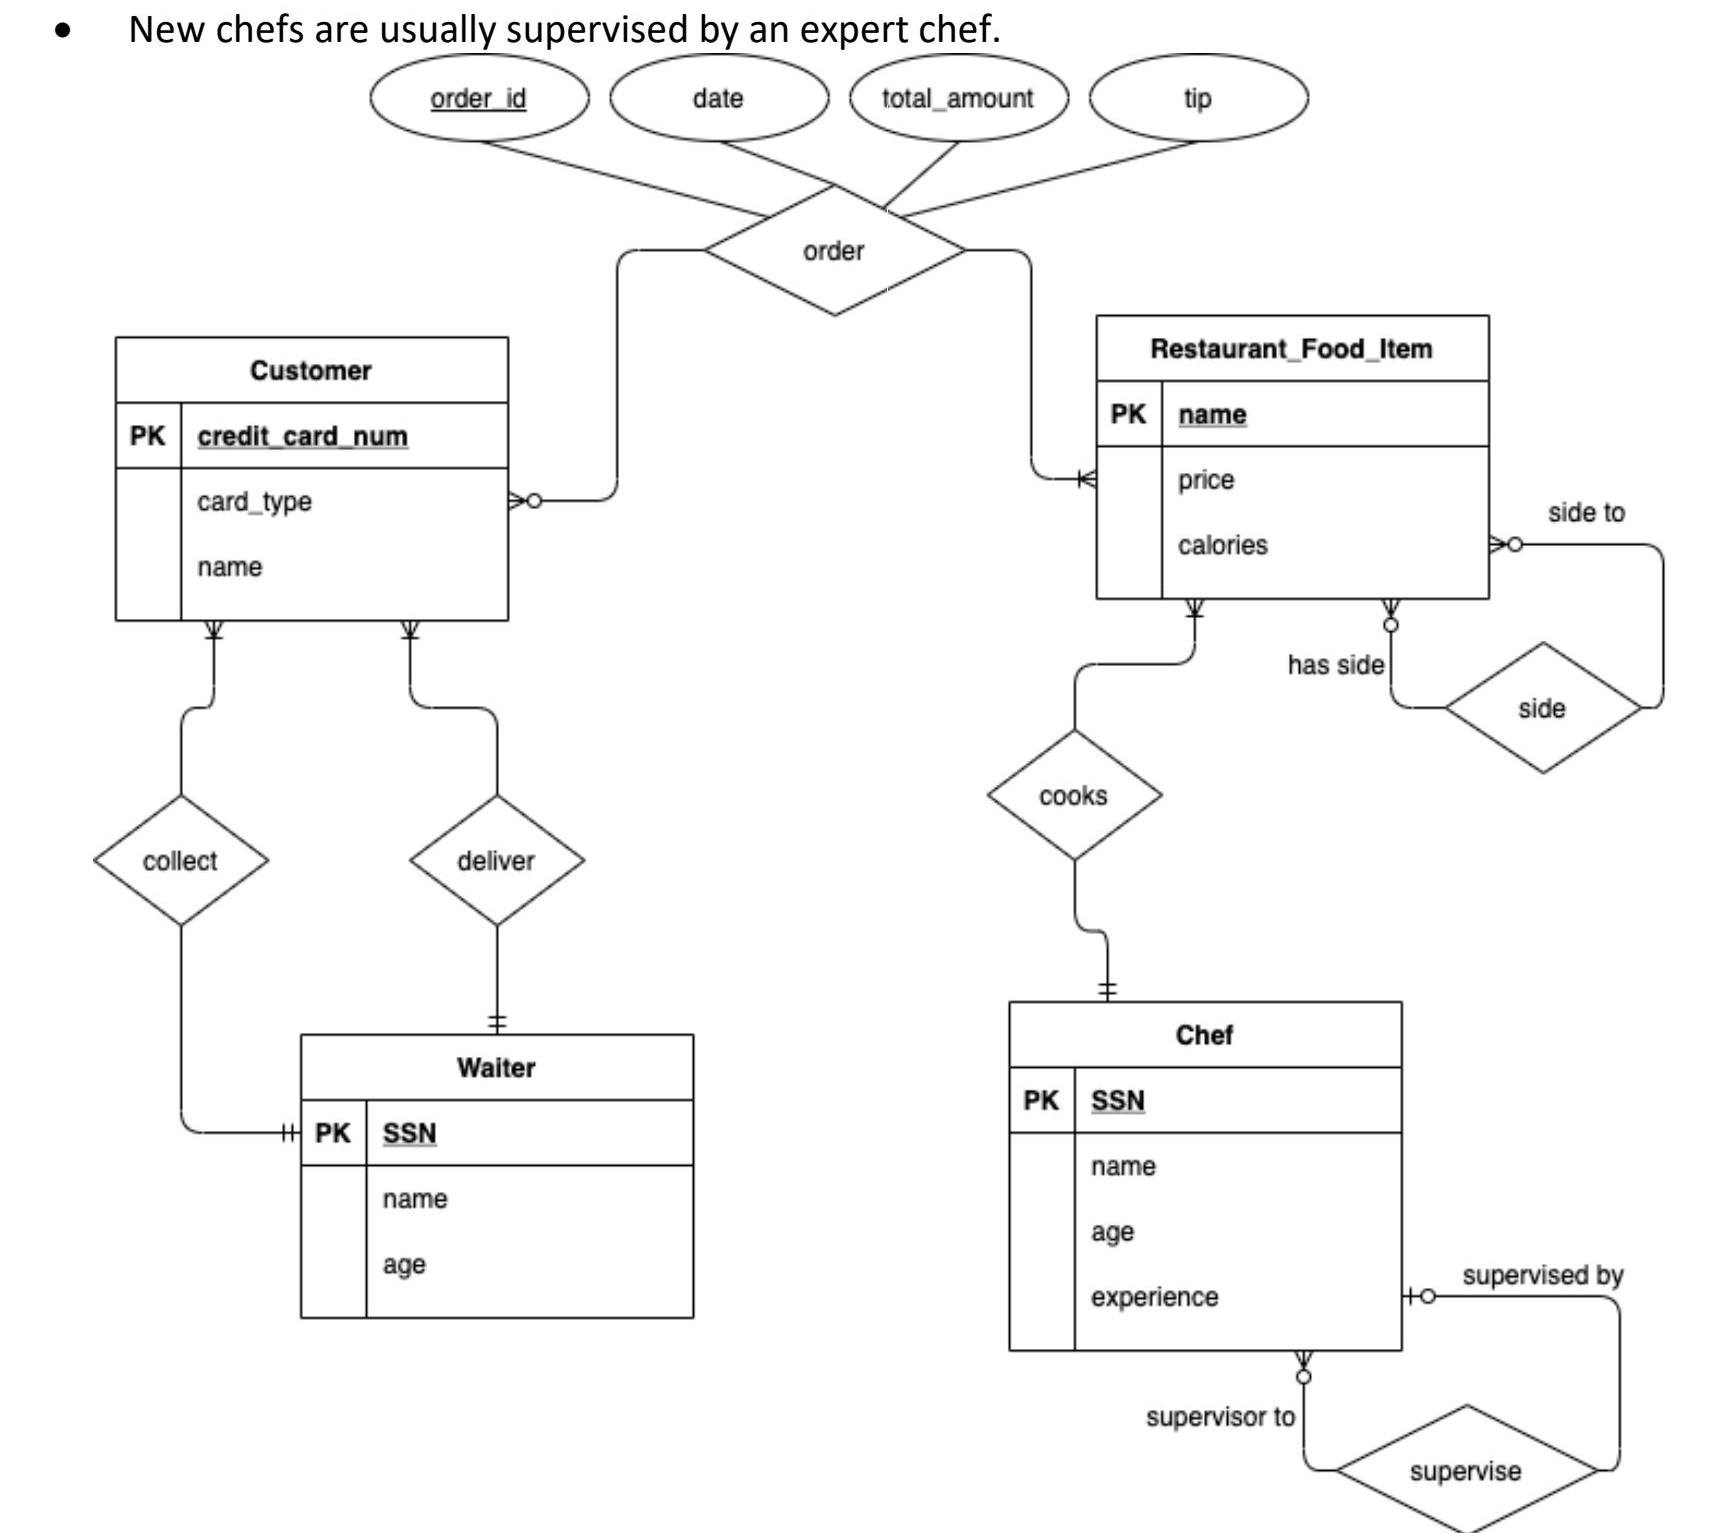 • New chefs are usually supervised by an expert chef.
order_id
date
total_amount
tip
order
Customer
PK credit_card_num
card_type
name
Restaurant_Food_Item
PK name
price
calories
side to
has side
side
cooks
collect
deliver
Waiter
PK SSN
name
age
Chef
PK SSN
name
age
experience
supervised by
supervisor to
supervise